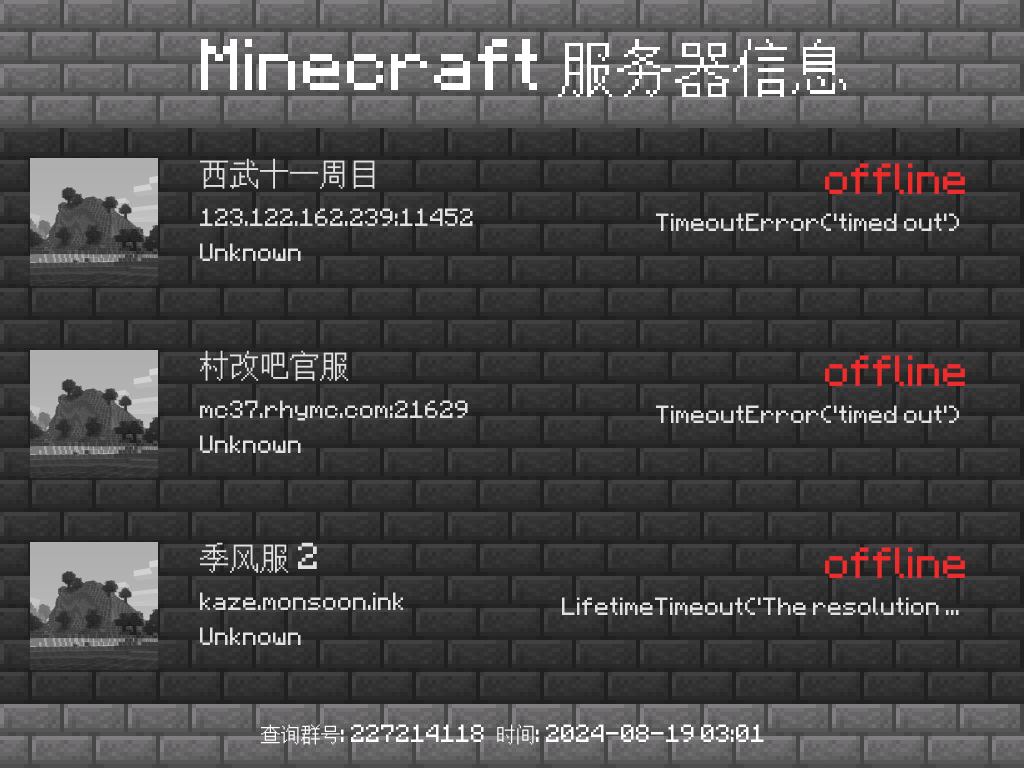 Minecraft 服务器信息
西武十一周目
offline
123.122.162.239:11452
TimeoutError('timed out')
Unknown
村改吧官服
offline
mc37.rhymc.com:21629
TimeoutError('timed out')
Unknown
季风服 2
offline
kaze.monsoon.ink
LifetimeTimeout('The resolution ...
Unknown
查询群号: 227214118 时间: 2024-08-19 03:01